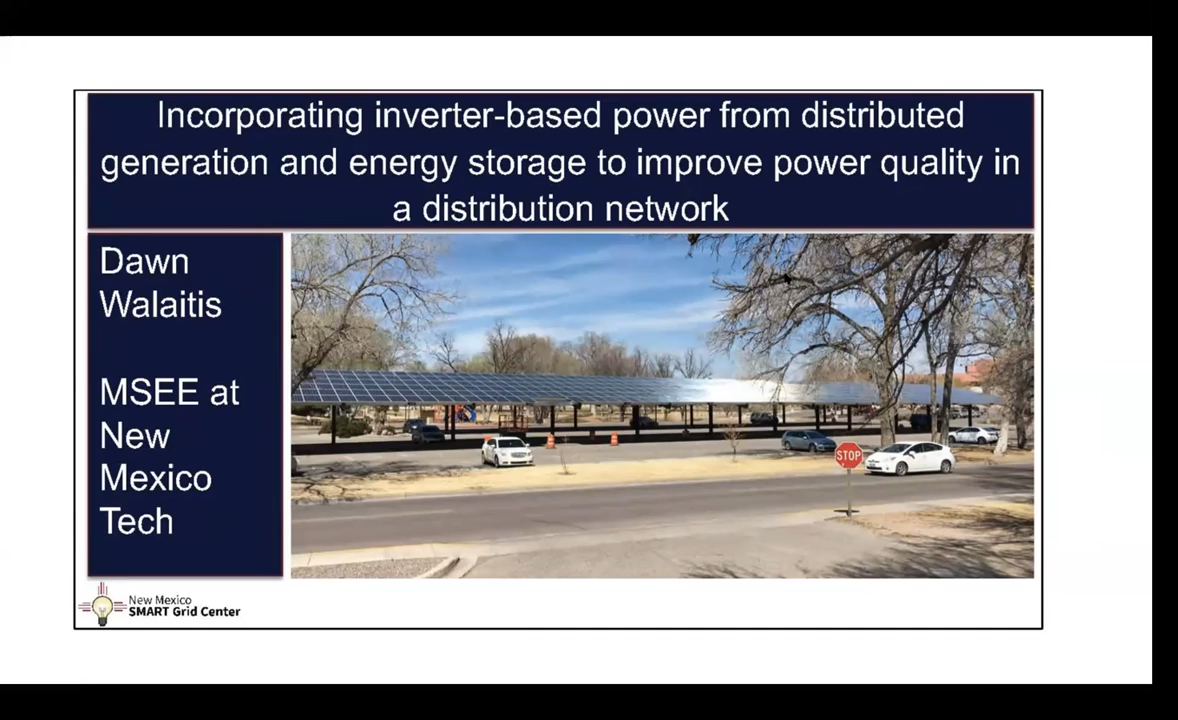 Incorporating inverter-based power from distributed
generation and energy storage to improve power quality in
a distribution network
Dawn
Walaitis
MSEE at
New
Mexico
Tech
STOP
New Mexico
SMART Grid Center